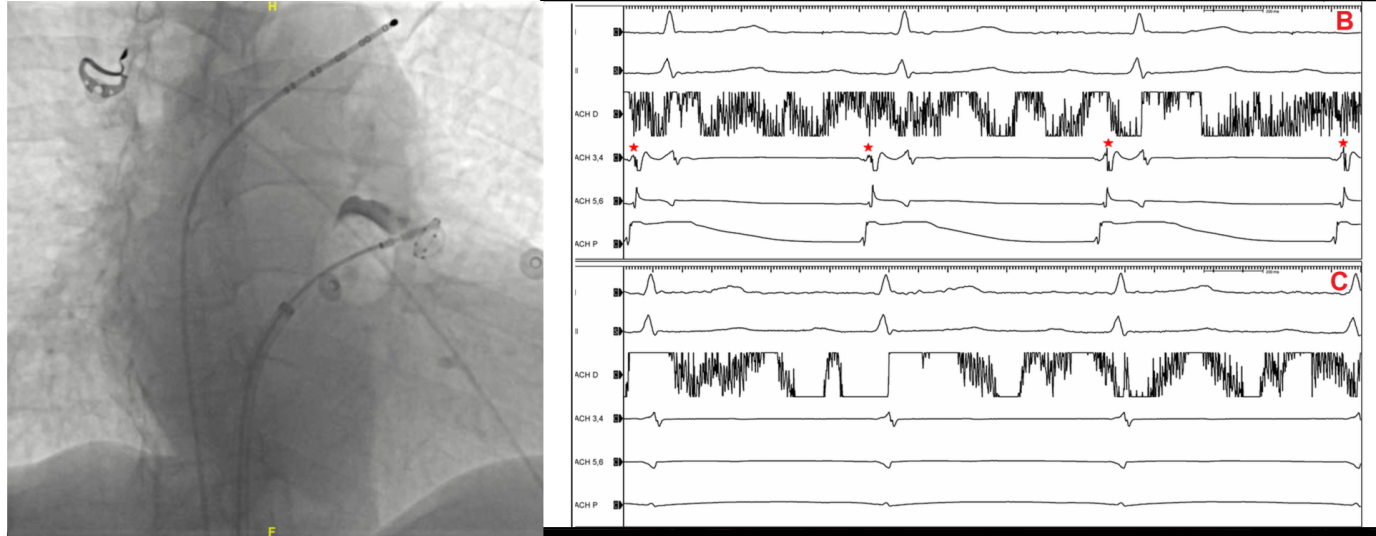 H
F
B
I
II
ACH D
ACH 3,4
ACH 5,6
ACH P
C
I
II
ACH D
ACH 3,4
ACH 5,6
ACH P